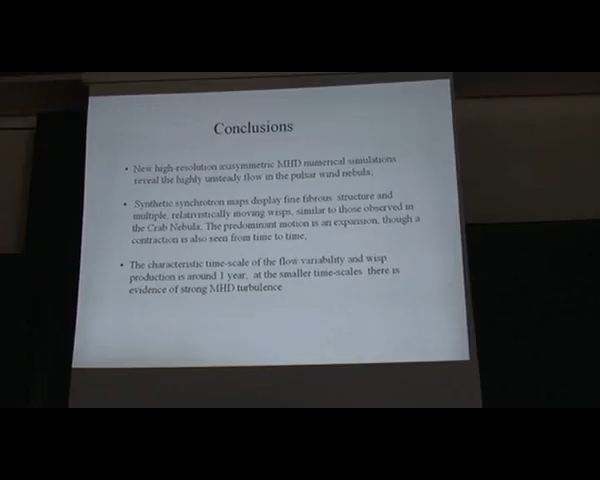 Conclusions
• New high-resolution axisymmetric MHD numerical simulations
reveal the highly unsteady flow in the pulsar wind nebula;
• Synthetic synchrotron maps display fine fibrous structure and
multiple, relativistically moving wisps, similar to those observed in
the Crab Nebula. The predominant motion is an expansion, though a
contraction is also seen from time to time,
• The characteristic time-scale of the flow variability and wisp
production is around 1 year, at the smaller time-scales there is
evidence of strong MHD turbulence